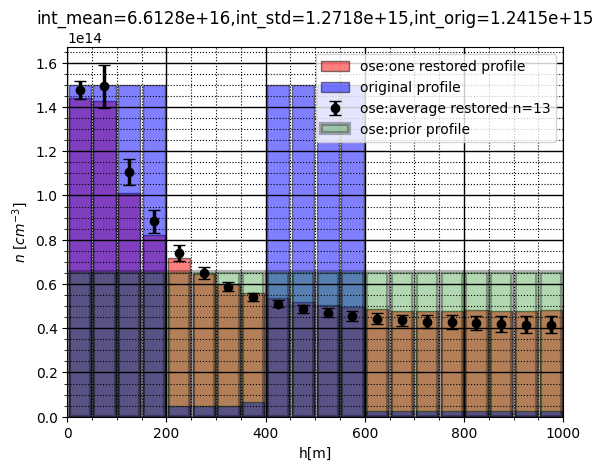 int_mean=6.6128e+16,int_std=1.2718e+15,int_orig=1.2415e+15
1e14
ose:one restored profile
original profile
ose:average restored n=13
ose:prior profile
1.6
1.4
1.2
1.0
0.8
0.6
0.4
0.2
0.0
n [cm⁻³]
0 200 400 600 800 1000
h[m]